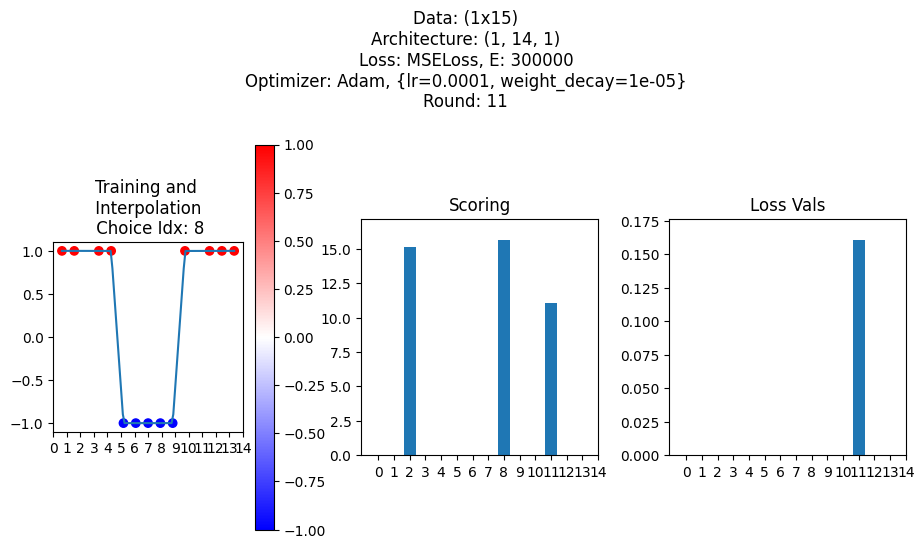 Data: (1x15)
Architecture: (1, 14, 1)
Loss: MSELoss, E: 300000
Optimizer: Adam, {lr=0.0001, weight_decay=1e-05}
Round: 11
Training and
Interpolation
Choice Idx: 8
1.0
0.5
0.0
−0.5
−1.0
0 1 2 3 4 5 6 7 8 9 10 11 12 13 14
1.00
0.75
0.50
0.25
0.00
−0.25
−0.50
−0.75
−1.00
Scoring
15.0
12.5
10.0
7.5
5.0
2.5
0.0
0 1 2 3 4 5 6 7 8 9 10 11 12 13 14
Loss Vals
0.175
0.150
0.125
0.100
0.075
0.050
0.025
0.000
0 1 2 3 4 5 6 7 8 9 10 11 12 13 14